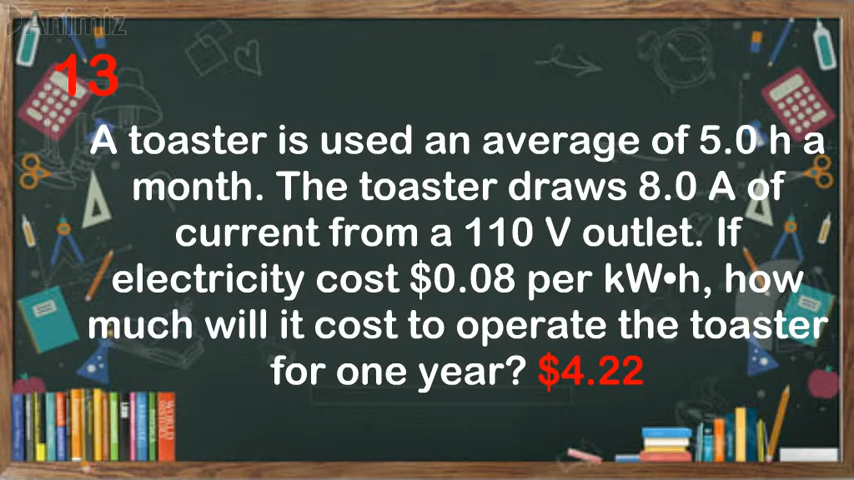 Animiz
13
A toaster is used an average of 5.0 h a
month. The toaster draws 8.0 A of
current from a 110 V outlet. If
electricity cost $0.08 per kW•h, how
much will it cost to operate the toaster
for one year? $4.22